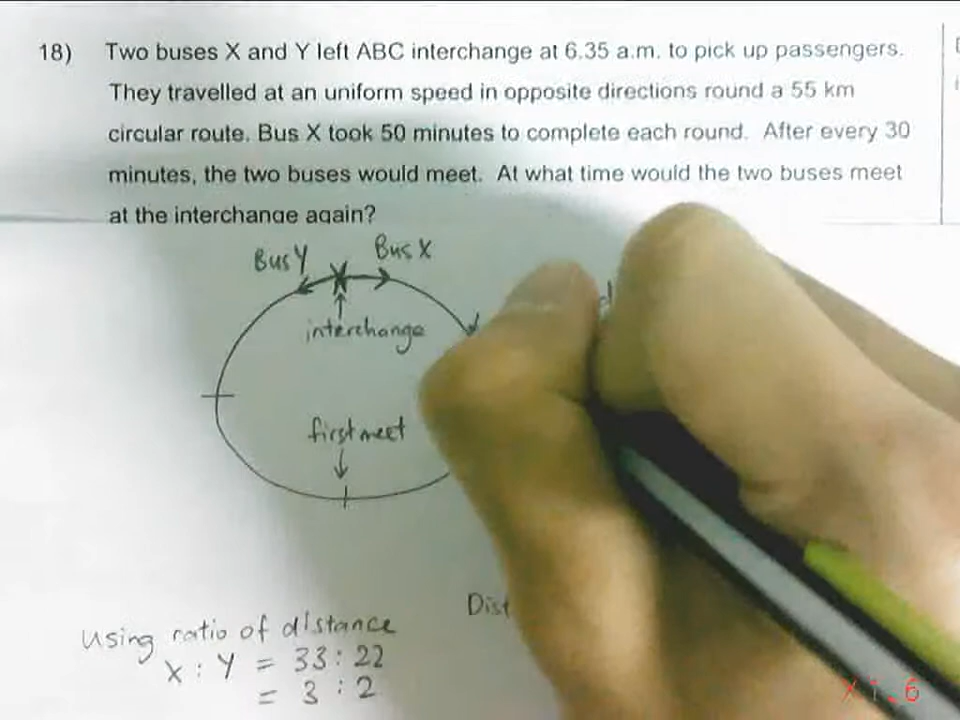 18) Two buses X and Y left ABC interchange at 6.35 a.m. to pick up passengers.
They travelled at an uniform speed in opposite directions round a 55 km
circular route. Bus X took 50 minutes to complete each round. After every 30
minutes, the two buses would meet. At what time would the two buses meet
at the interchange again?
Bus Y Bus X
interchange
first meet
Dist
Using ratio of distance
X : Y = 33 : 22
= 3 : 2